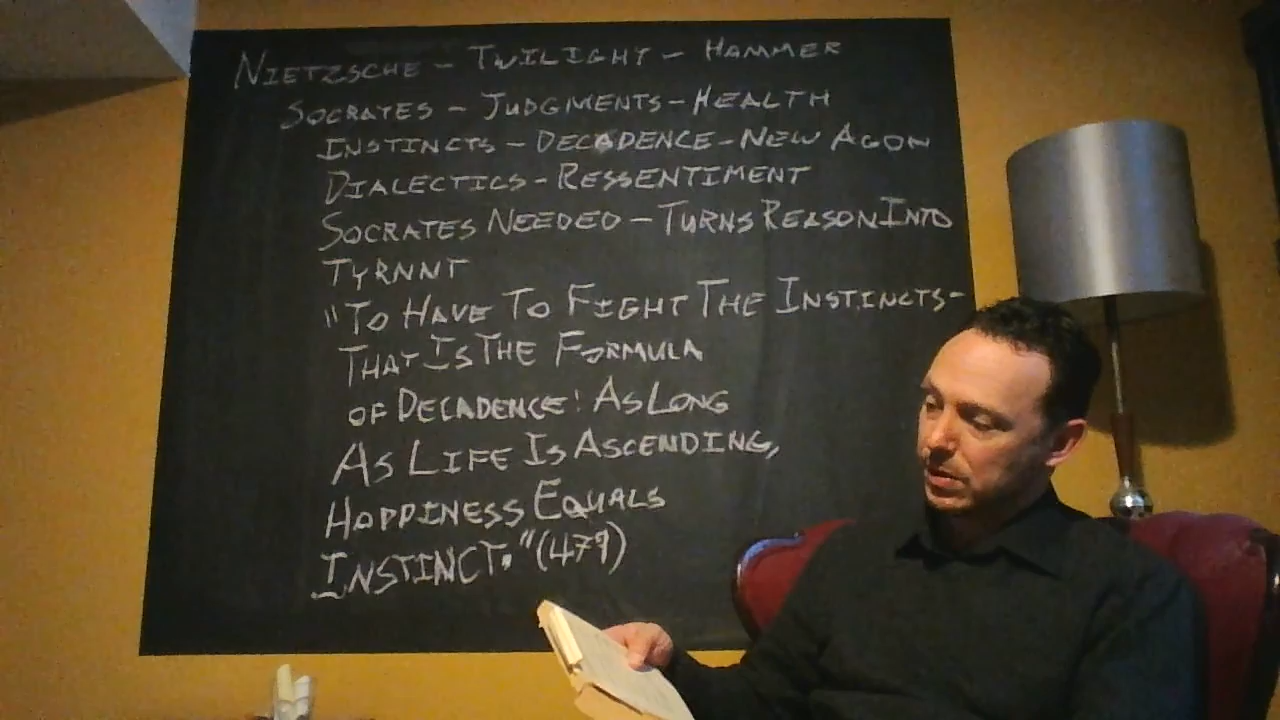 NIETZSCHE - TWILIGHT - HAMMER
SOCRATES - JUDGMENTS - HEALTH
INSTINCTS - DECADENCE - NEW AGON
DIALECTICS - RESSENTIMENT
SOCRATES NEEDED - TURNS REASON INTO
TYRNNT
"TO HAVE TO FIGHT THE INSTINCTS-
THAT IS THE FORMULA
OF DECADENCE: AS LONG
AS LIFE IS ASCENDING,
HAPPINESS EQUALS
INSTINCT." (479)